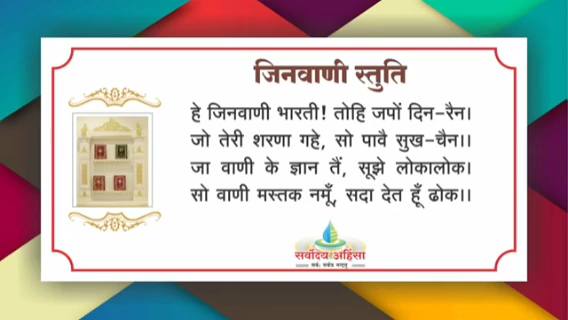 जिनवाणी स्तुति
हे जिनवाणी भारती! तोहि जपों दिन-रैन।
जो तेरी शरणा गहे, सो पावै सुख-चैन।।
जा वाणी के ज्ञान तैं, सूझे लोकालोक।
सो वाणी मस्तक नमूँ, सदा देत हूँ ढोक।।
सर्वोदय अहिंसा